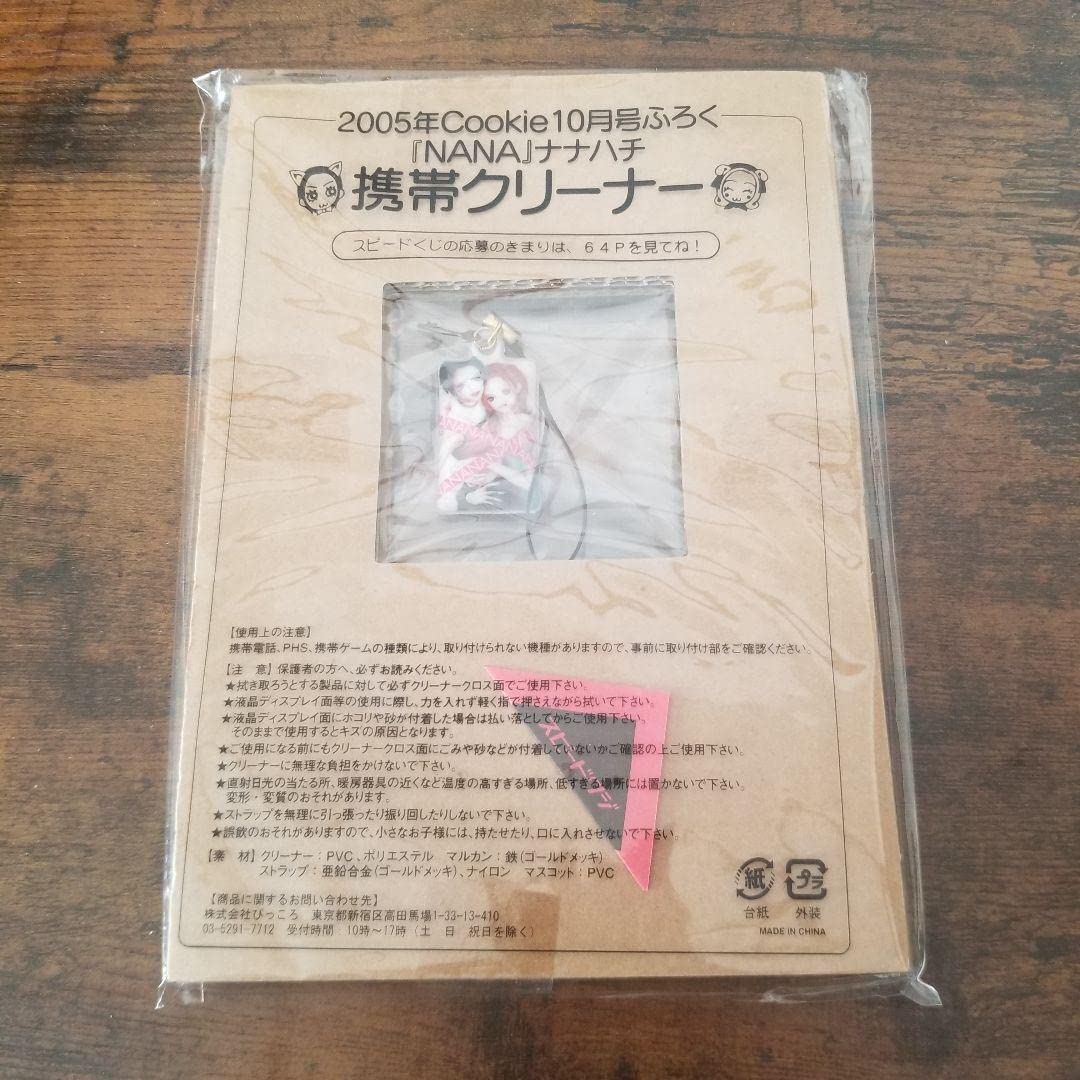 2005年Cookie10月号ふろく
『NANA』ナナハチ
携帯クリーナー
スピードくじの応募のきまりは、64Pを見てね!
NANANANA
NANANANA
【使用上の注意】
携帯電話、PHS、携帯ゲームの種類により、取り付けられない機種がありますので、事前に取り付け部をご確認ください。
【注 意】保護者の方へ、必ずお読みください。
★拭き取ろうとする製品に対して必ずクリーナークロス面でご使用下さい。
★液晶ディスプレイ面等の使用に際し、力を入れず軽く指で押さえながら拭いて下さい。
★液晶ディスプレイ面にホコリや砂が付着した場合は払い落としてからご使用下さい。
そのままで使用するとキズの原因となります。
★ご使用になる前にもクリーナークロス面にごみや砂などが付着していないかご確認の上ご使用下さい。
★クリーナーに無理な負担をかけないで下さい。
★直射日光の当たる所、暖房器具の近くなど温度の高すぎる場所、低すぎる場所には置かないで下さい。
変形・変質のおそれがあります。
★ストラップを無理に引っ張ったり振り回したりしないで下さい。
★誤飲のおそれがありますので、小さなお子様には、持たせたり、口に入れさせないで下さい。
スピードくじ
【素 材】クリーナー:PVC、ポリエステル マルカン:鉄(ゴールドメッキ)
ストラップ:亜鉛合金(ゴールドメッキ)、ナイロン マスコット:PVC
【商品に関するお問い合わせ先】
株式会社ぴっころ 東京都新宿区高田馬場1-33-13-410
03-5291-7712 受付時間:10時〜17時(土 日 祝日を除く)
紙
台紙
プラ
外装
MADE IN CHINA